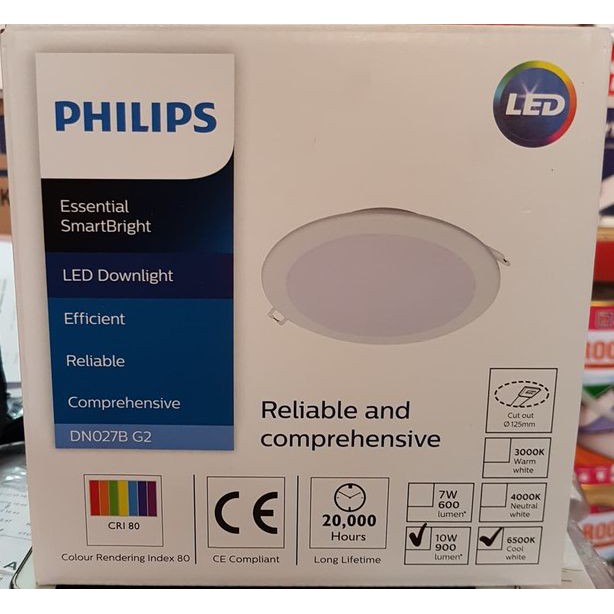 PHILIPS
LED
Essential
SmartBright
LED Downlight
Efficient
Reliable
Comprehensive
DN027B G2
Reliable and
comprehensive
Cut out
Ø125mm
3000K
Warm
white
7W
600
lumen*
4000K
Neutral
white
10W
900
lumen*
6500K
Cool
white
CRI 80
Colour Rendering Index 80
CE
CE Compliant
20,000
Hours
Long Lifetime